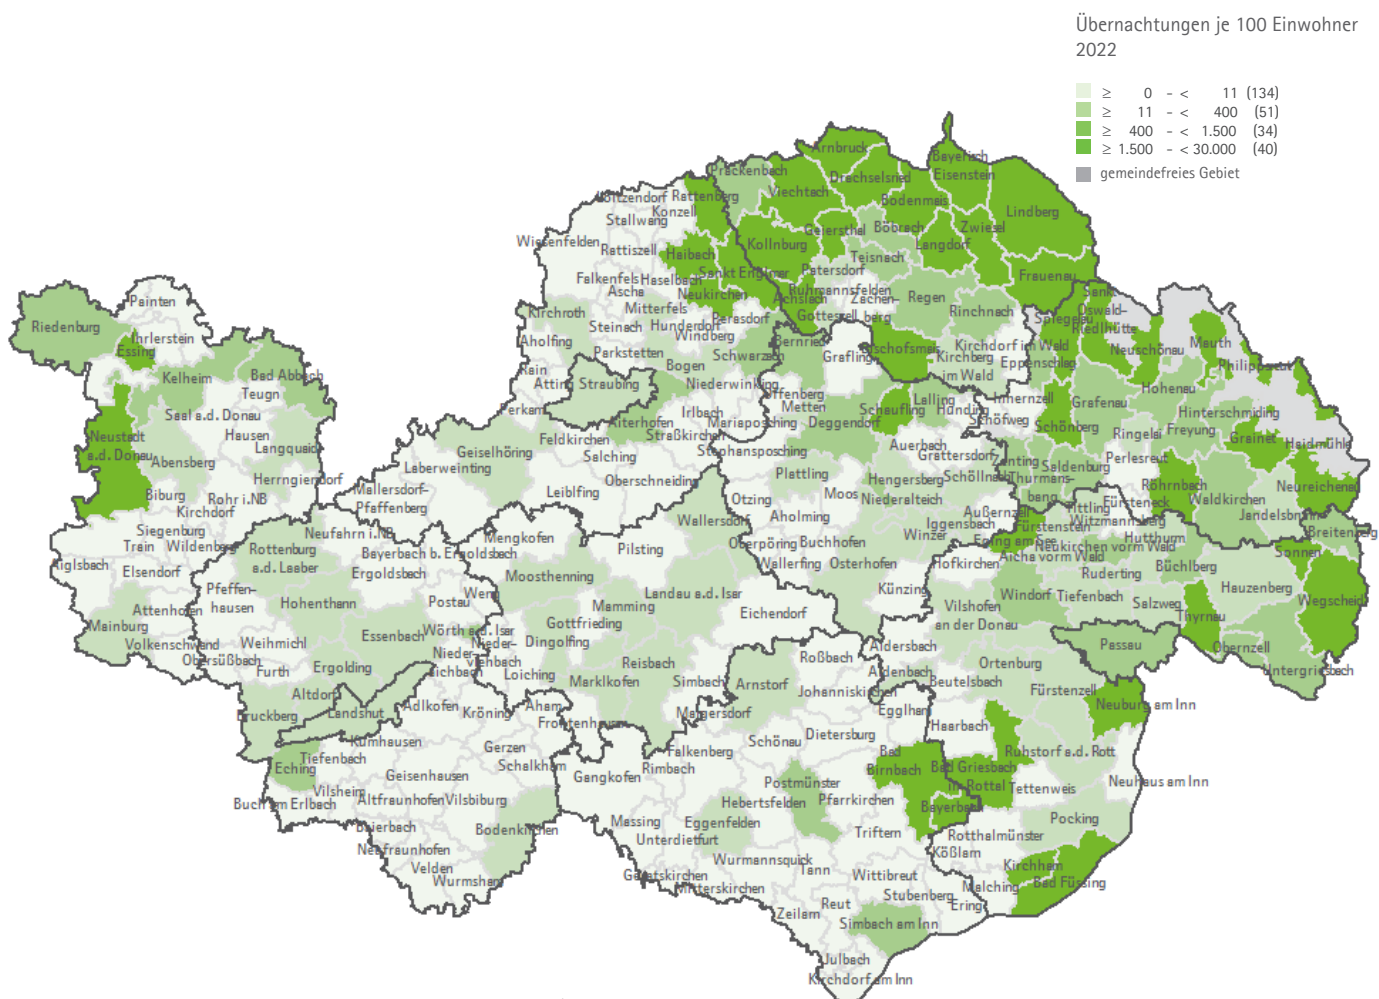 Übernachtungen je 100 Einwohner
2022
≥ 0 - < 11 (134)
≥ 11 - < 400 (51)
≥ 400 - < 1.500 (34)
≥ 1.500 - < 30.000 (40)
gemeindefreies Gebiet
Arnbruck
Bayerisch
Eisenstein
Prackenbach
Drachselsried
Viechtach
Bodenmais
Lindberg
Rattenberg
Konzell
Stallwang
Geiersthal
Böbrach
Zwiesel
Langdorf
Wiesenfelden
Rattiszell
Haibach
Kollnburg
Teisnach
Patersdorf
Frauenau
Falkenfels
Haselbach
Sankt Englmar
Ascha
Neukirchen
Achslach
Ruhmannsfelden
Zachen-
berg
Regen
Rinchnach
Sankt
Oswald-
Riedlhütte
Spiegelau
Mauth
Neuschönau
Philippsreut
Painten
Riedenburg
Ihrlerstein
Essing
Kirchroth
Mitterfels
Steinach
Hunderdorf
Windberg
Perasdorf
Gotteszell
Aholfing
Parkstetten
Schwarzach
Bernried
Grafling
Bischofsmais
Kirchdorf im Wald
Kirchberg
im Wald
Eppenschlag
Kelheim
Bad Abbach
Teugn
Rain
Atting
Straubing
Bogen
Niederwinkling
Offenberg
Metten
Schaufling
Lalling
Hunding
Innernzell
Schöfweg
Grafenau
Hohenau
Saal a.d. Donau
Hausen
Langquaid
Aiterhofen
Irlbach
Straßkirchen
Mariaposching
Deggendorf
Schönberg
Hinterschmiding
Freyung
Ringelai
Grainet
Haidmühle
Neustadt
a.d. Donau
Abensberg
Geiselhöring
Feldkirchen
Salching
Stephansposching
Auerbach
Grattersdorf
Zenting
Saldenburg
Perlesreut
Laberweinting
Oberschneiding
Plattling
Hengersberg
Schöllnach
Thurmans-
bang
Röhrnbach
Waldkirchen
Neureichenau
Herrngiersdorf
Mallersdorf-
Pfaffenberg
Leiblfing
Biburg
Rohr i.NB
Kirchdorf
Otzing
Moos
Niederalteich
Außernzell
Tittling
Fürsteneck
Jandelsbrunn
Siegenburg
Train
Wildenberg
Neufahrn i.NB
Mengkofen
Wallersdorf
Aholming
Iggensbach
Winzer
Fürstenstein
Witzmannsberg
Hutthurm
Breitenberg
Rottenburg
a.d. Laaber
Bayerbach b. Ergoldsbach
Pilsting
Oberpöring
Buchhofen
Eging am See
Neukirchen vorm Wald
Aicha vorm Wald
Sonnen
Elsendorf
Ergoldsbach
Moosthenning
Wallerfing
Osterhofen
Hofkirchen
Ruderting
Büchlberg
Hauzenberg
Pfeffen-
hausen
Hohenthann
Postau
Weng
Landau a.d. Isar
Künzing
Windorf
Tiefenbach
Salzweg
Wegscheid
Attenhofen
Mainburg
Mamming
Eichendorf
Vilshofen
an der Donau
Thyrnau
Volkenschwand
Weihmichl
Essenbach
Wörth a.d. Isar
Gottfrieding
Dingolfing
Obersüßbach
Furth
Ergolding
Nieder-
viehbach
Loiching
Reisbach
Roßbach
Aldersbach
Ortenburg
Passau
Obernzell
Untergriesbach
Marklkofen
Simbach
Arnstorf
Johanniskirchen
Aidenbach
Beutelsbach
Fürstenzell
Altdorf
Adlkofen
Bruckberg
Landshut
Kröning
Aham
Frontenhausen
Malgersdorf
Egglham
Haarbach
Neuburg am Inn
Kumhausen
Tiefenbach
Eching
Gerzen
Schalkham
Falkenberg
Rimbach
Schönau
Dietersburg
Bad
Birnbach
Bad Griesbach
im Rottal
Ruhstorf a.d. Rott
Geisenhausen
Gangkofen
Postmünster
Hebertsfelden
Pfarrkirchen
Bayerbach
Tettenweis
Neuhaus am Inn
Vilsheim
Buch am Erlbach
Altfraunhofen
Vilsbiburg
Baierbach
Bodenkirchen
Massing
Eggenfelden
Unterdietfurt
Triftern
Pocking
Rotthalmünster
Kößlarn
Neufraunhofen
Velden
Wurmsham
Geratskirchen
Mitterskirchen
Wurmannsquick
Tann
Wittibreut
Kirchham
Bad Füssing
Malching
Stubenberg
Ering
Reut
Zeilarn
Simbach am Inn
Julbach
Kirchdorf am Inn